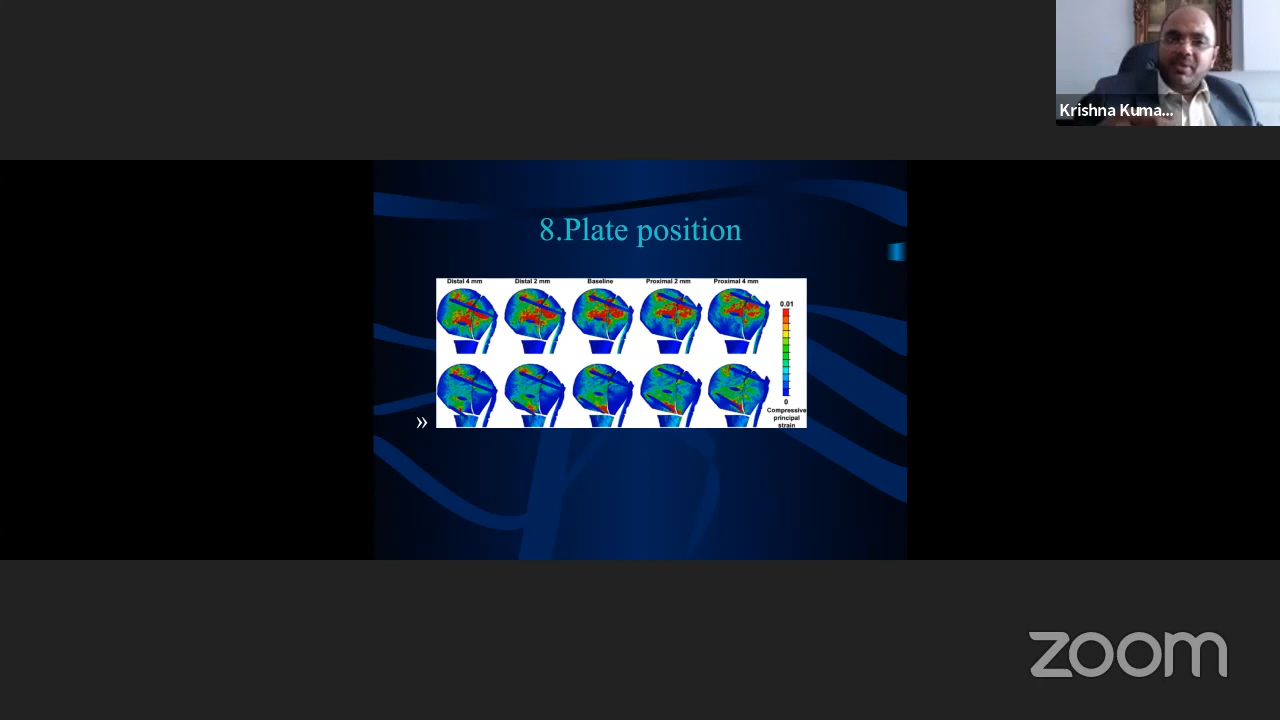 Krishna Kuma...
8.Plate position
Distal 4 mm
Distal 2 mm
Baseline
Proximal 2 mm
Proximal 4 mm
0.01
0
Compressive
principal
strain
»
zoom